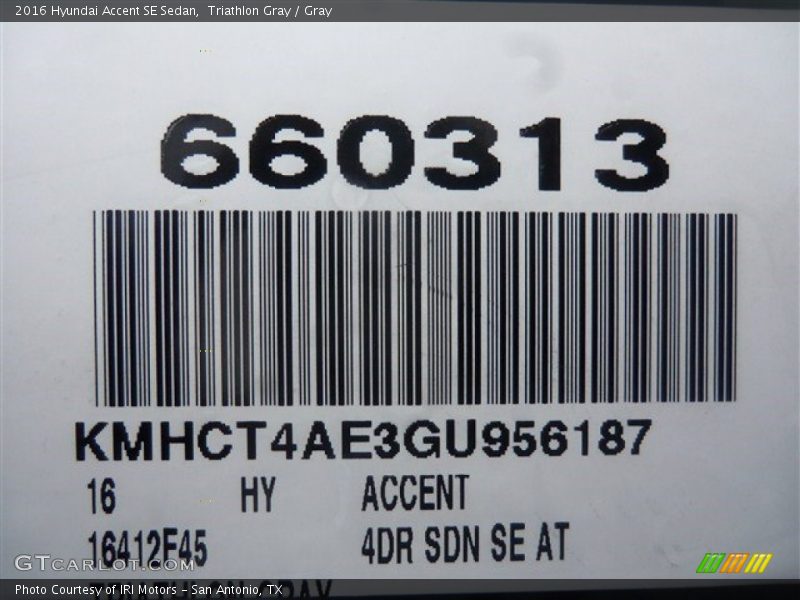 2016 Hyundai Accent SE Sedan, Triathlon Gray / Gray
660313
KMHCT4AE3GU956187
16 HY ACCENT
16412F45 4DR SDN SE AT
GTCARLOT.COM
Photo Courtesy of IRI Motors – San Antonio, TX